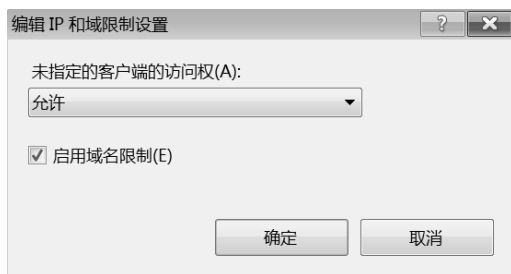 编辑 IP 和域限制设置
未指定的客户端的访问权(A):
允许
启用域名限制(E)
确定
取消